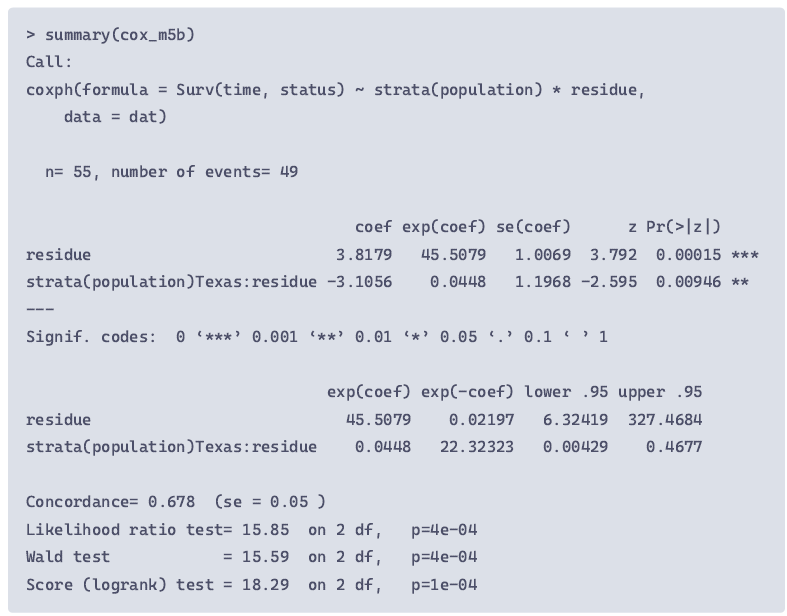 > summary(cox_m5b)
Call:
coxph(formula = Surv(time, status) ~ strata(population) * residue,
    data = dat)

  n= 55, number of events= 49

                                   coef exp(coef) se(coef)      z Pr(>|z|)
residue                          3.8179   45.5079   1.0069  3.792  0.00015 ***
strata(population)Texas:residue -3.1056    0.0448   1.1968 -2.595  0.00946 **
---
Signif. codes:  0 ‘***’ 0.001 ‘**’ 0.01 ‘*’ 0.05 ‘.’ 0.1 ‘ ’ 1

                                exp(coef) exp(-coef) lower .95 upper .95
residue                           45.5079    0.02197   6.32419  327.4684
strata(population)Texas:residue    0.0448   22.32323   0.00429    0.4677

Concordance= 0.678  (se = 0.05 )
Likelihood ratio test= 15.85  on 2 df,   p=4e-04
Wald test            = 15.59  on 2 df,   p=4e-04
Score (logrank) test = 18.29  on 2 df,   p=1e-04